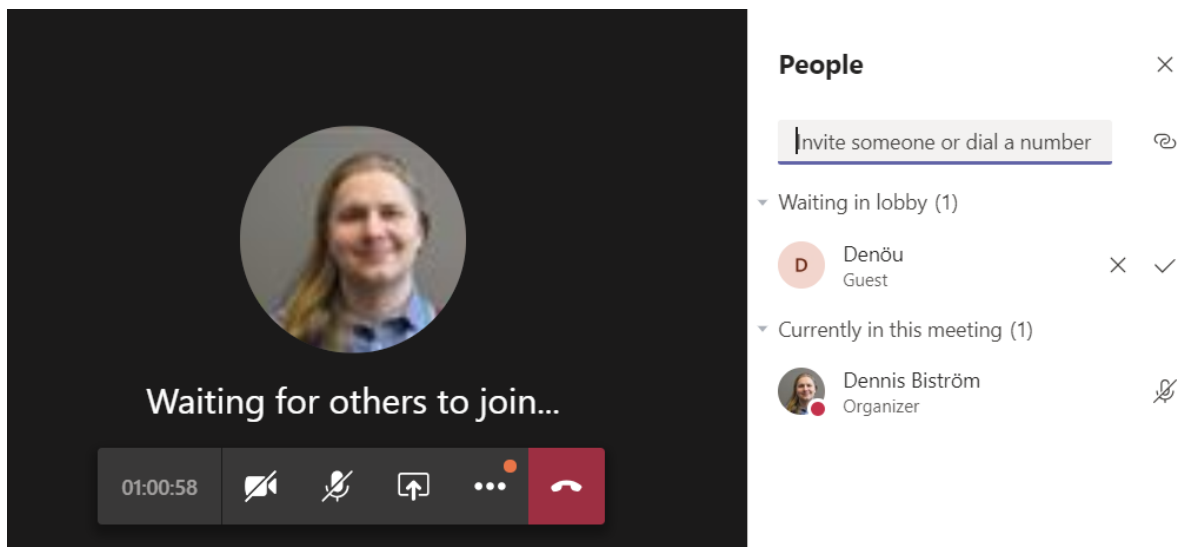 Waiting for others to join...
01:00:58
People
Invite someone or dial a number
Waiting in lobby (1)
D
Denöu
Guest
Currently in this meeting (1)
Dennis Biström
Organizer